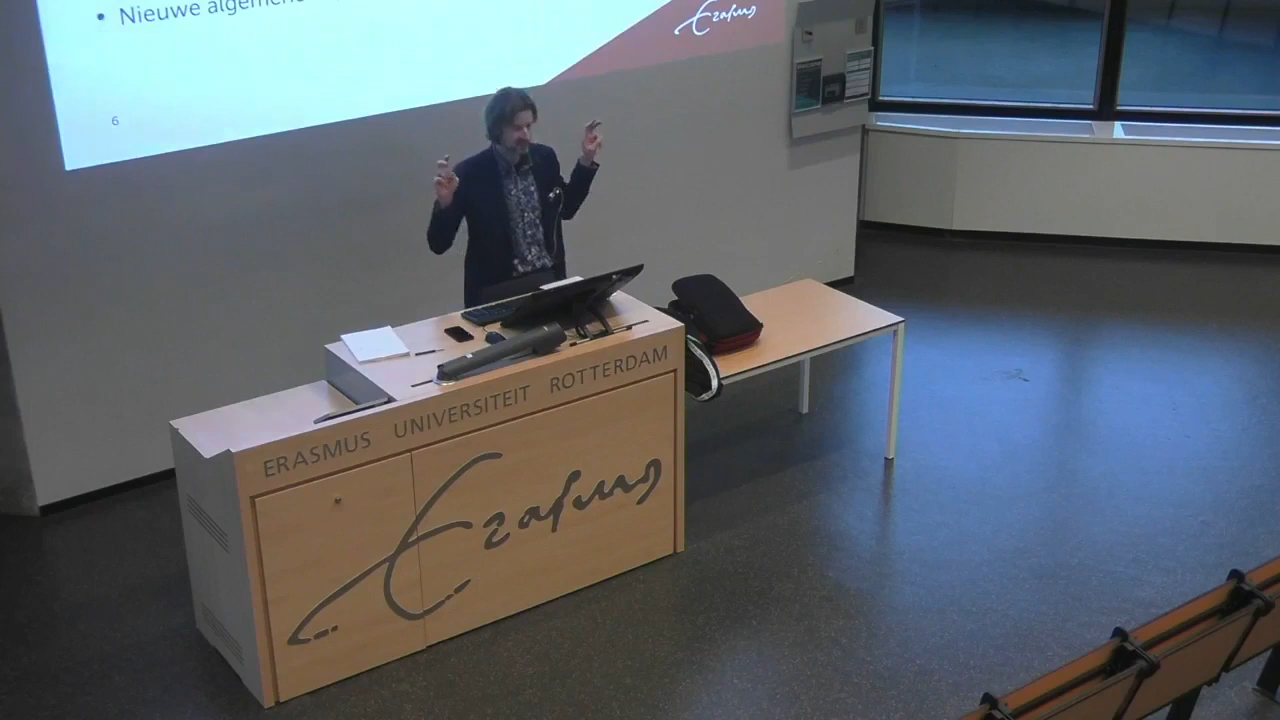 • Nieuwe algemene
Erasmus
6
ERASMUS UNIVERSITEIT ROTTERDAM
Erasmus